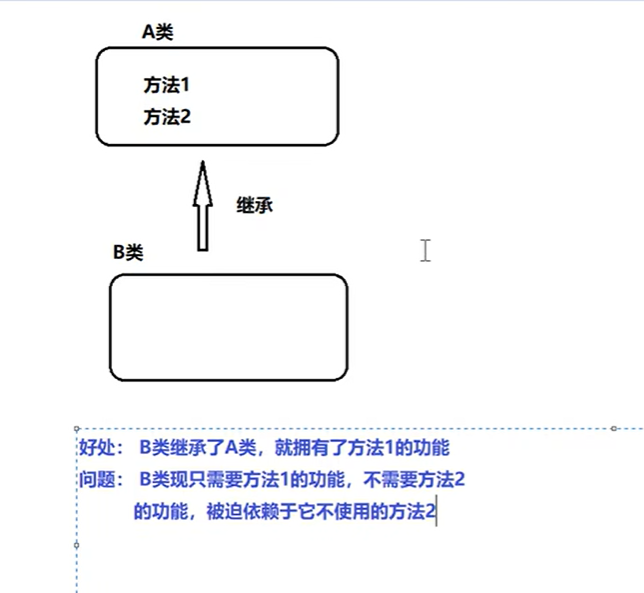 A类
方法1
方法2
继承
B类
好处： B类继承了A类，就拥有了方法1的功能
问题： B类现只需要方法1的功能，不需要方法2
的功能，被迫依赖于它不使用的方法2